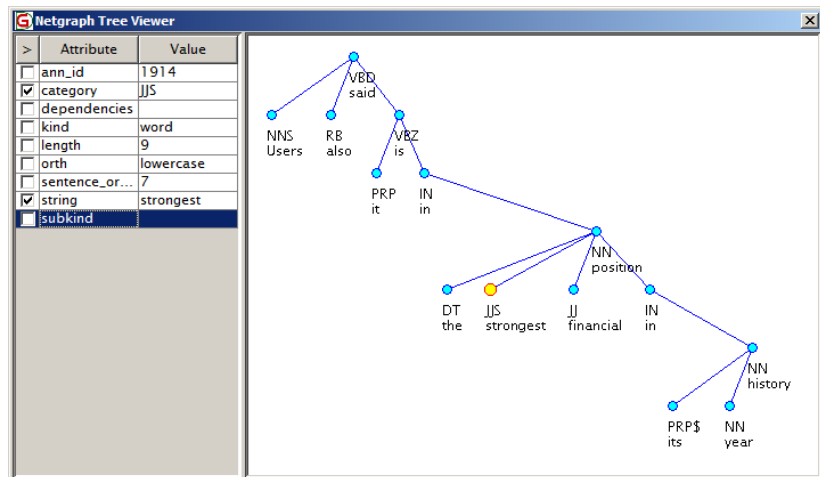 Netgraph Tree Viewer
> Attribute Value
ann_id 1914
category JJS
dependencies
kind word
length 9
orth lowercase
sentence_or... 7
string strongest
subkind
VBD
said
NNS RB VBZ
Users also is
PRP IN
it in
NN
position
DT JJS JJ IN
the strongest financial in
NN
history
PRP$ NN
its year